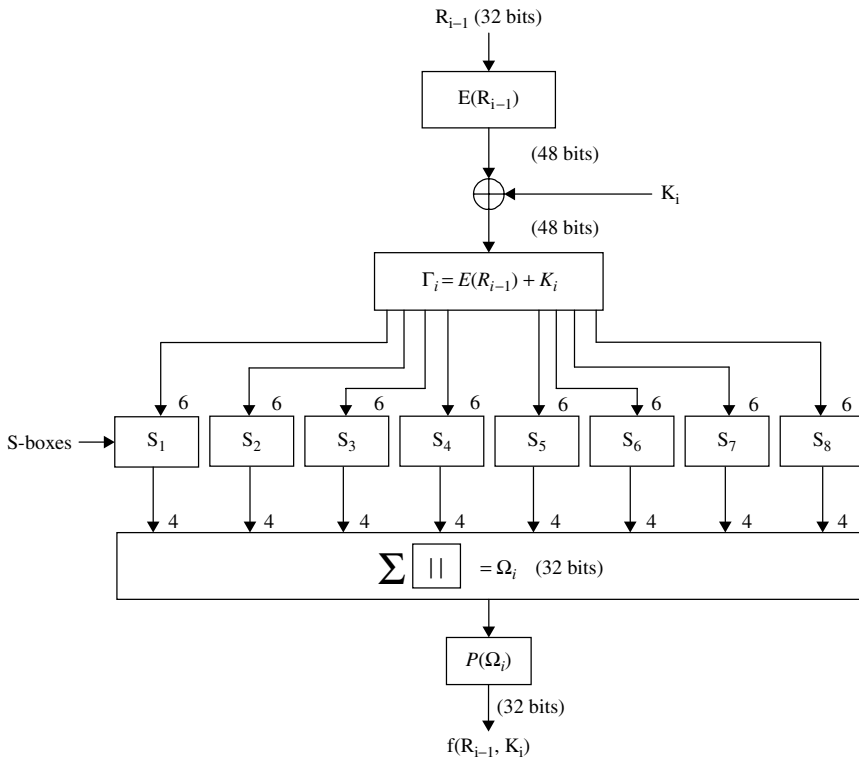 R_{i–1} (32 bits)
E(R_{i–1})
(48 bits)
K_i
(48 bits)
Γ_i = E(R_{i–1}) + K_i
6 6 6 6 6 6 6 6
S-boxes S_1 S_2 S_3 S_4 S_5 S_6 S_7 S_8
4 4 4 4 4 4 4 4
Σ || = Ω_i (32 bits)
P(Ω_i)
(32 bits)
f(R_{i–1}, K_i)